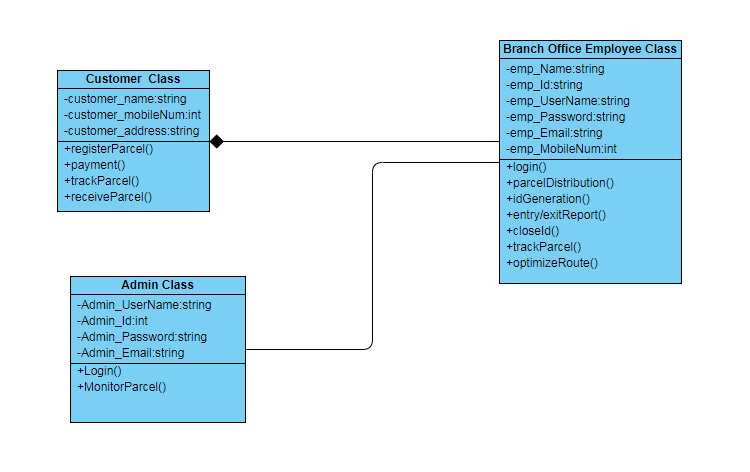 Customer  Class
-customer_name:string
-customer_mobileNum:int
-customer_address:string
+registerParcel()
+payment()
+trackParcel()
+receiveParcel()
Branch Office Employee Class
-emp_Name:string
-emp_Id:string
-emp_UserName:string
-emp_Password:string
-emp_Email:string
-emp_MobileNum:int
+login()
+parcelDistribution()
+idGeneration()
+entry/exitReport()
+closeId()
+trackParcel()
+optimizeRoute()
Admin Class
-Admin_UserName:string
-Admin_Id:int
-Admin_Password:string
-Admin_Email:string
+Login()
+MonitorParcel()